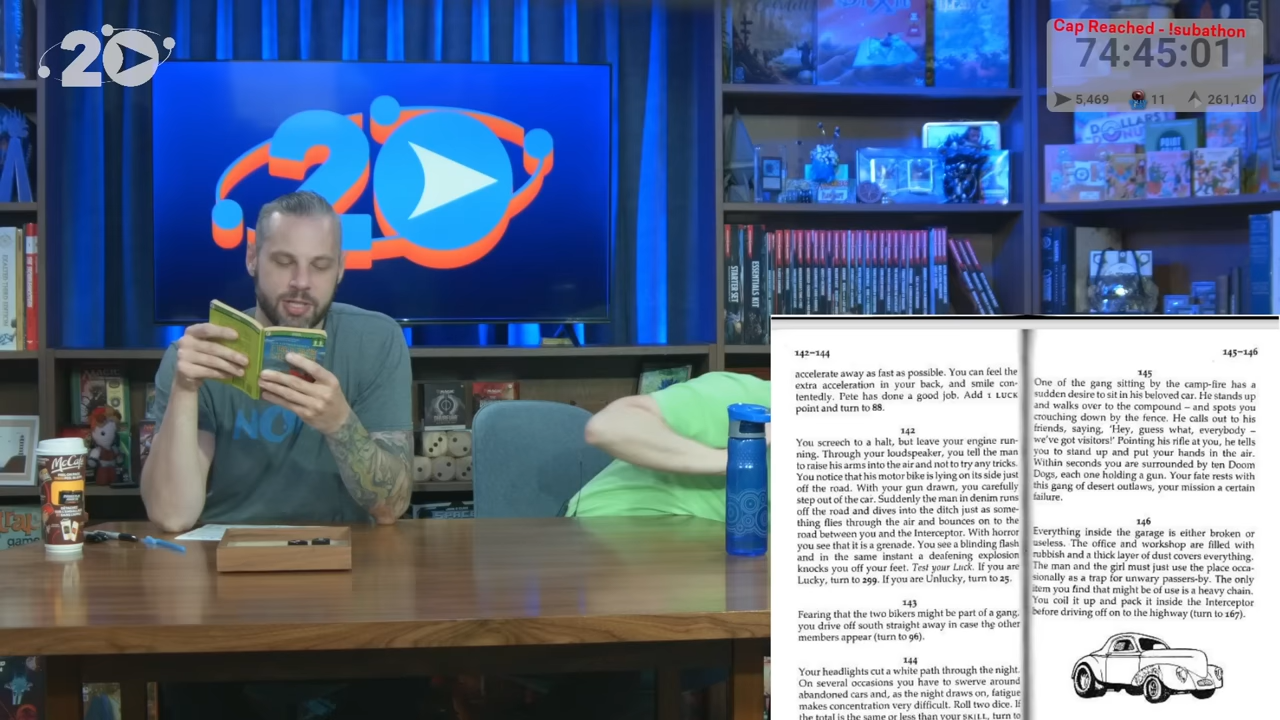 20
Cap Reached - !subathon
74:45:01
5,469
11
261,140
20
STARTER SET
ESSENTIALS KIT
McCafé
NO
142–144
accelerate away as fast as possible. You can feel the
extra acceleration in your back, and smile con-
tentedly. Pete has done a good job. Add 1 LUCK
point and turn to 88.
142
You screech to a halt, but leave your engine run-
ning. Through your loudspeaker, you tell the man
to raise his arms into the air and not to try any tricks.
You notice that his motor bike is lying on its side just
off the road. With your gun drawn, you carefully
step out of the car. Suddenly the man in denim runs
off the road and dives into the ditch just as some-
thing flies through the air and bounces on to the
road between you and the Interceptor. With horror
you see that it is a grenade. You see a blinding flash
and in the same instant a deafening explosion
knocks you off your feet. Test your Luck. If you are
Lucky, turn to 299. If you are Unlucky, turn to 25.
143
Fearing that the two bikers might be part of a gang,
you drive off south straight away in case the other
members appear (turn to 96).
144
Your headlights cut a white path through the night.
On several occasions you have to swerve around
abandoned cars and, as the night draws on, fatigue
makes concentration very difficult. Roll two dice. If
the total is the same or less than your SKILL, turn to
145–146
145
One of the gang sitting by the camp-fire has a
sudden desire to sit in his beloved car. He stands up
and walks over to the compound – and spots you
crouching down by the fence. He calls out to his
friends, saying, 'Hey, guess what, everybody –
we've got visitors!' Pointing his rifle at you, he tells
you to stand up and put your hands in the air.
Within seconds you are surrounded by ten Doom
Dogs, each one holding a gun. Your fate rests with
this gang of desert outlaws, your mission a certain
failure.
146
Everything inside the garage is either broken or
useless. The office and workshop are filled with
rubbish and a thick layer of dust covers everything.
The man and the girl must just use the place occa-
sionally as a trap for unwary passers-by. The only
item you find that might be of use is a heavy chain.
You coil it up and pack it inside the Interceptor
before driving off on to the highway (turn to 167).